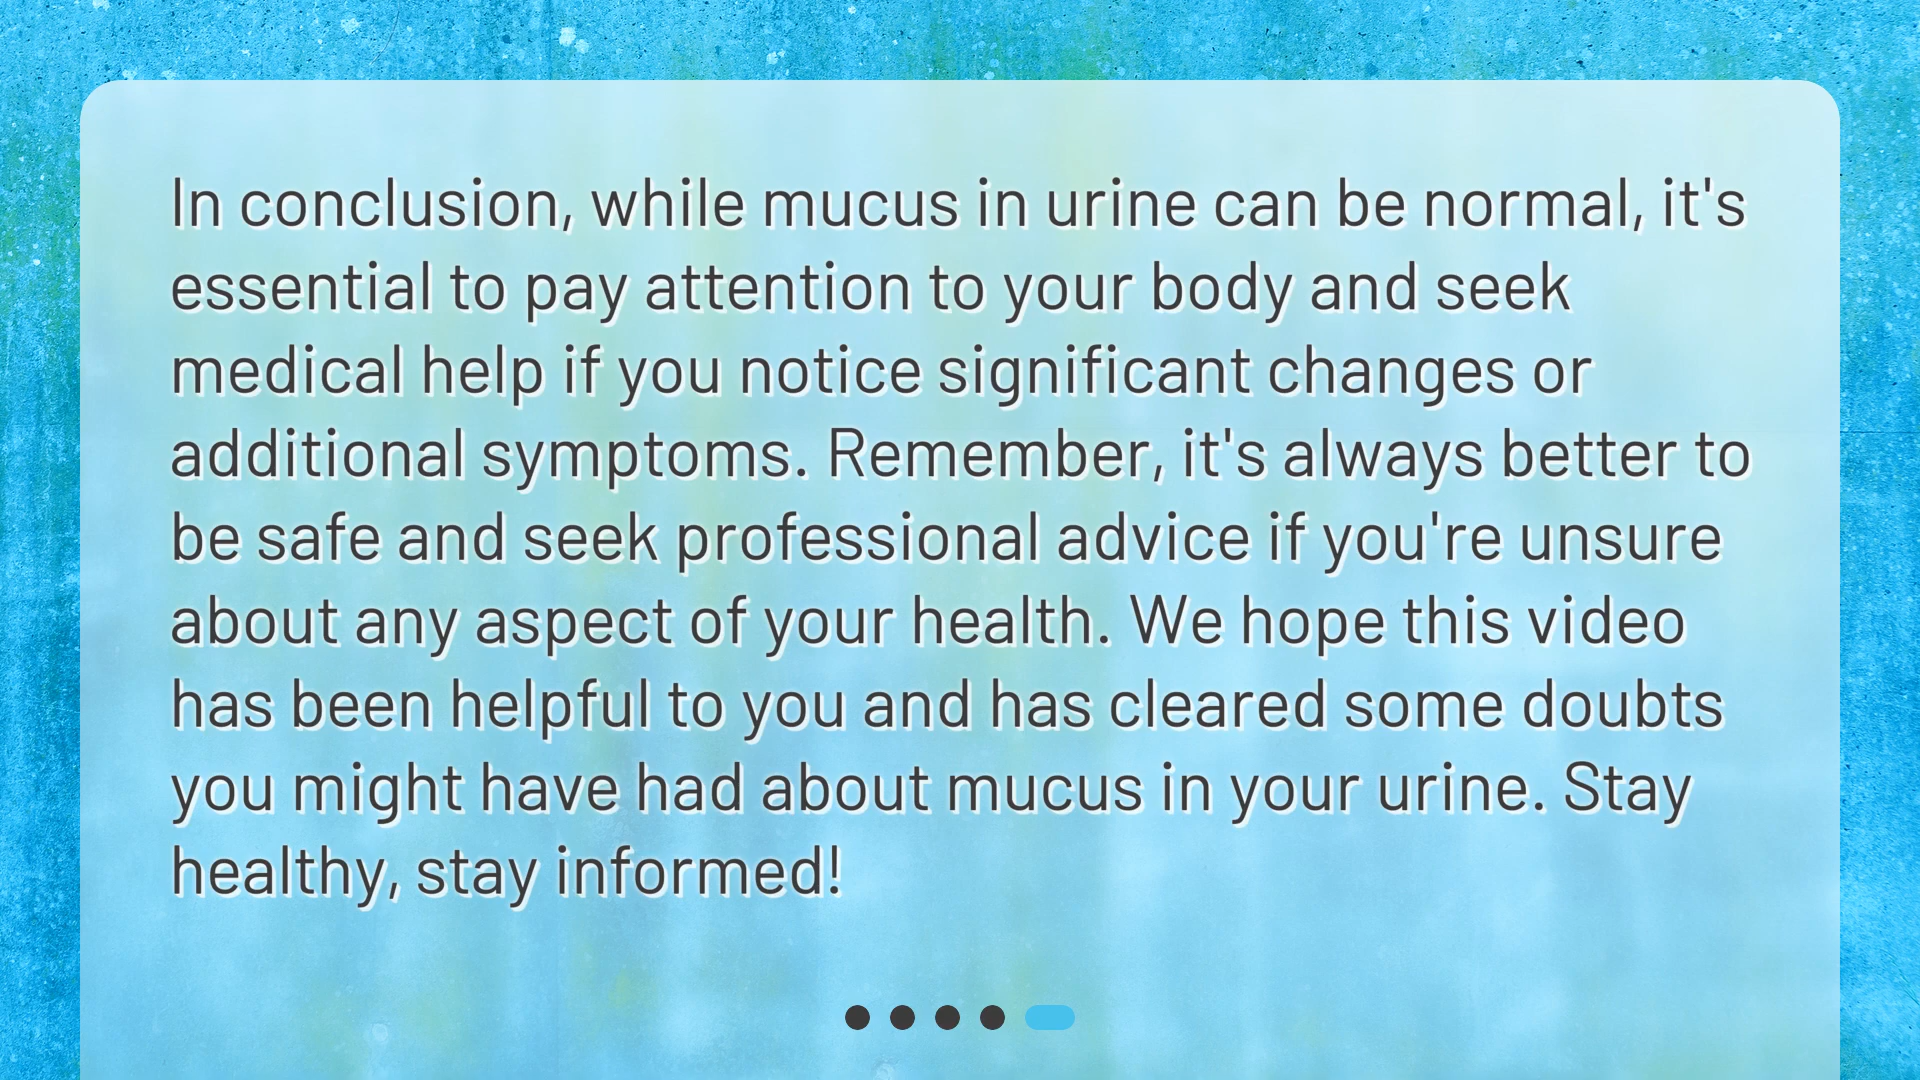 In conclusion, while mucus in urine can be normal, it's
essential to pay attention to your body and seek
medical help if you notice significant changes or
additional symptoms. Remember, it's always better to
be safe and seek professional advice if you're unsure
about any aspect of your health. We hope this video
has been helpful to you and has cleared some doubts
you might have had about mucus in your urine. Stay
healthy, stay informed!